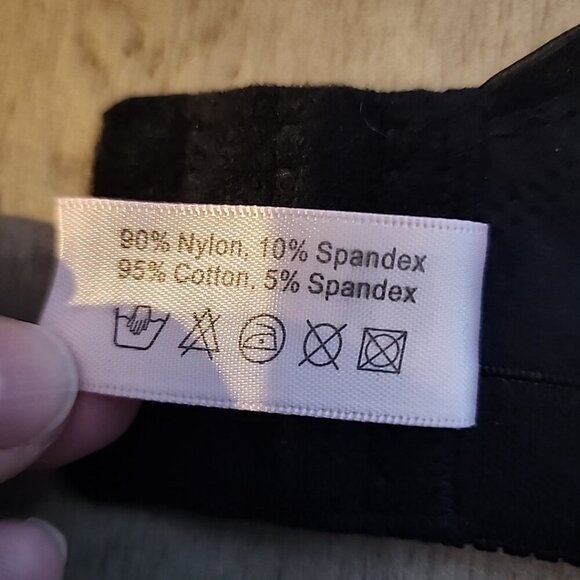 90% Nylon, 10% Spandex
95% Cotton, 5% Spandex